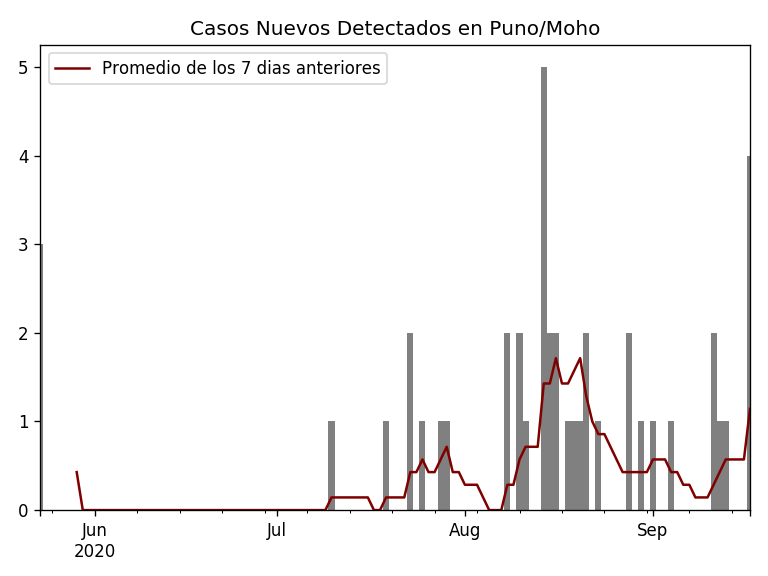 Casos Nuevos Detectados en Puno/Moho
Promedio de los 7 dias anteriores
5
4
3
2
1
0
Jun
2020
Jul
Aug
Sep